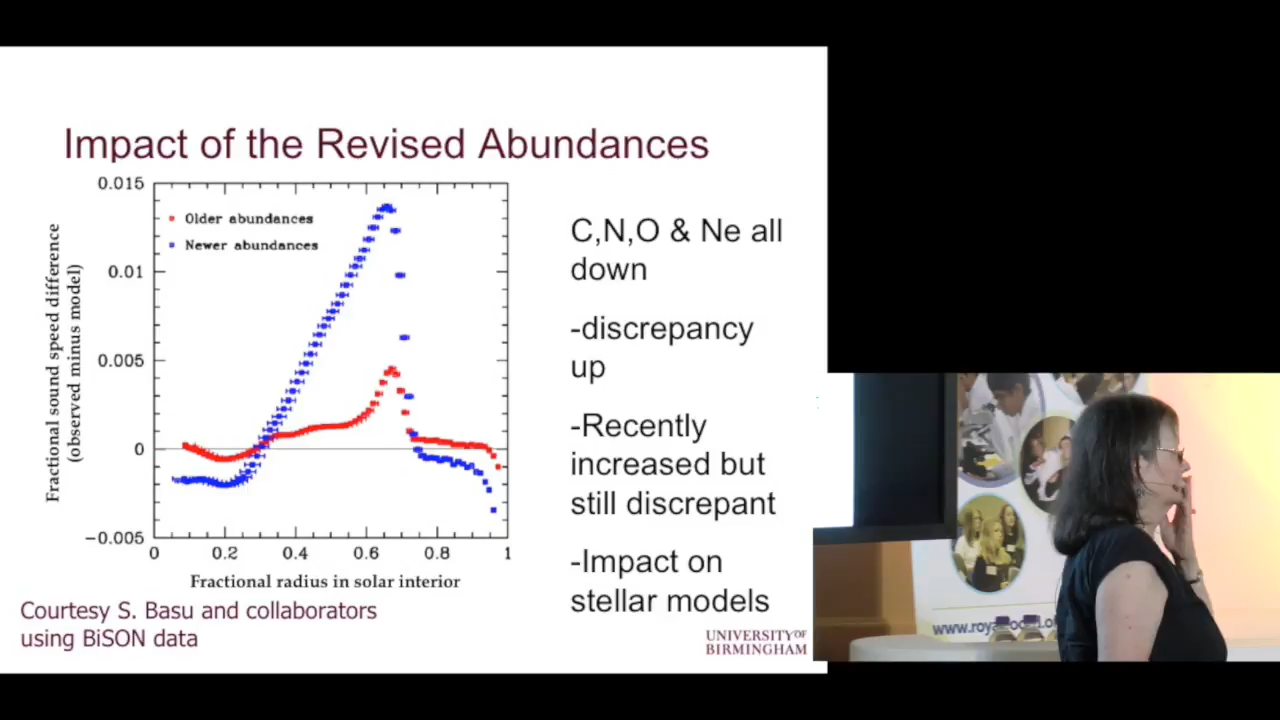 Impact of the Revised Abundances
0.015
0.01
0.005
0
−0.005
0
0.2
0.4
0.6
0.8
1
Older abundances
Newer abundances
Fractional sound speed difference
(observed minus model)
Fractional radius in solar interior
Courtesy S. Basu and collaborators
using BiSON data
C,N,O & Ne all
down
-discrepancy
up
-Recently
increased but
still discrepant
-Impact on
stellar models
UNIVERSITY OF
BIRMINGHAM